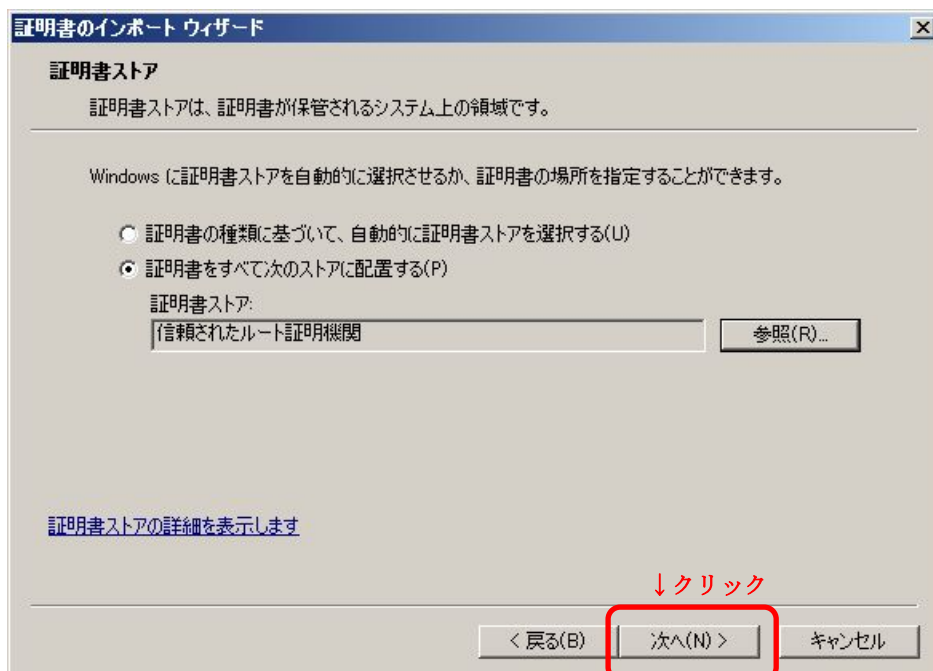 証明書のインポート ウィザード
証明書ストア
証明書ストアは、証明書が保管されるシステム上の領域です。
Windows に証明書ストアを自動的に選択させるか、証明書の場所を指定することができます。
証明書の種類に基づいて、自動的に証明書ストアを選択する(U)
証明書をすべて次のストアに配置する(P)
証明書ストア:
信頼されたルート証明機関
参照(R)...
証明書ストアの詳細を表示します
↓クリック
< 戻る(B)
次へ(N) >
キャンセル